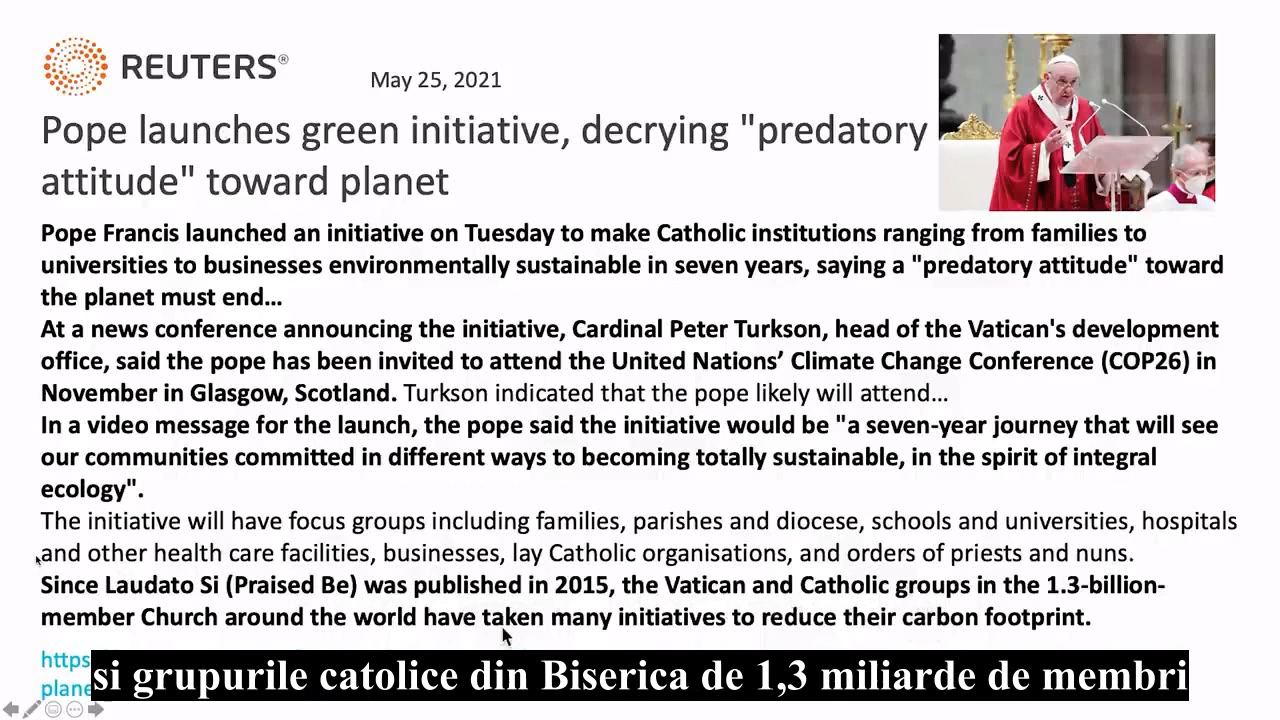 REUTERS®
May 25, 2021
Pope launches green initiative, decrying "predatory
attitude" toward planet
Pope Francis launched an initiative on Tuesday to make Catholic institutions ranging from families to
universities to businesses environmentally sustainable in seven years, saying a "predatory attitude" toward
the planet must end…
At a news conference announcing the initiative, Cardinal Peter Turkson, head of the Vatican's development
office, said the pope has been invited to attend the United Nations’ Climate Change Conference (COP26) in
November in Glasgow, Scotland. Turkson indicated that the pope likely will attend…
In a video message for the launch, the pope said the initiative would be "a seven-year journey that will see
our communities committed in different ways to becoming totally sustainable, in the spirit of integral
ecology".
The initiative will have focus groups including families, parishes and diocese, schools and universities, hospitals
and other health care facilities, businesses, lay Catholic organisations, and orders of priests and nuns.
Since Laudato Si (Praised Be) was published in 2015, the Vatican and Catholic groups in the 1.3-billion-
member Church around the world have taken many initiatives to reduce their carbon footprint.
https
plane
si grupurile catolice din Biserica de 1,3 miliarde de membri